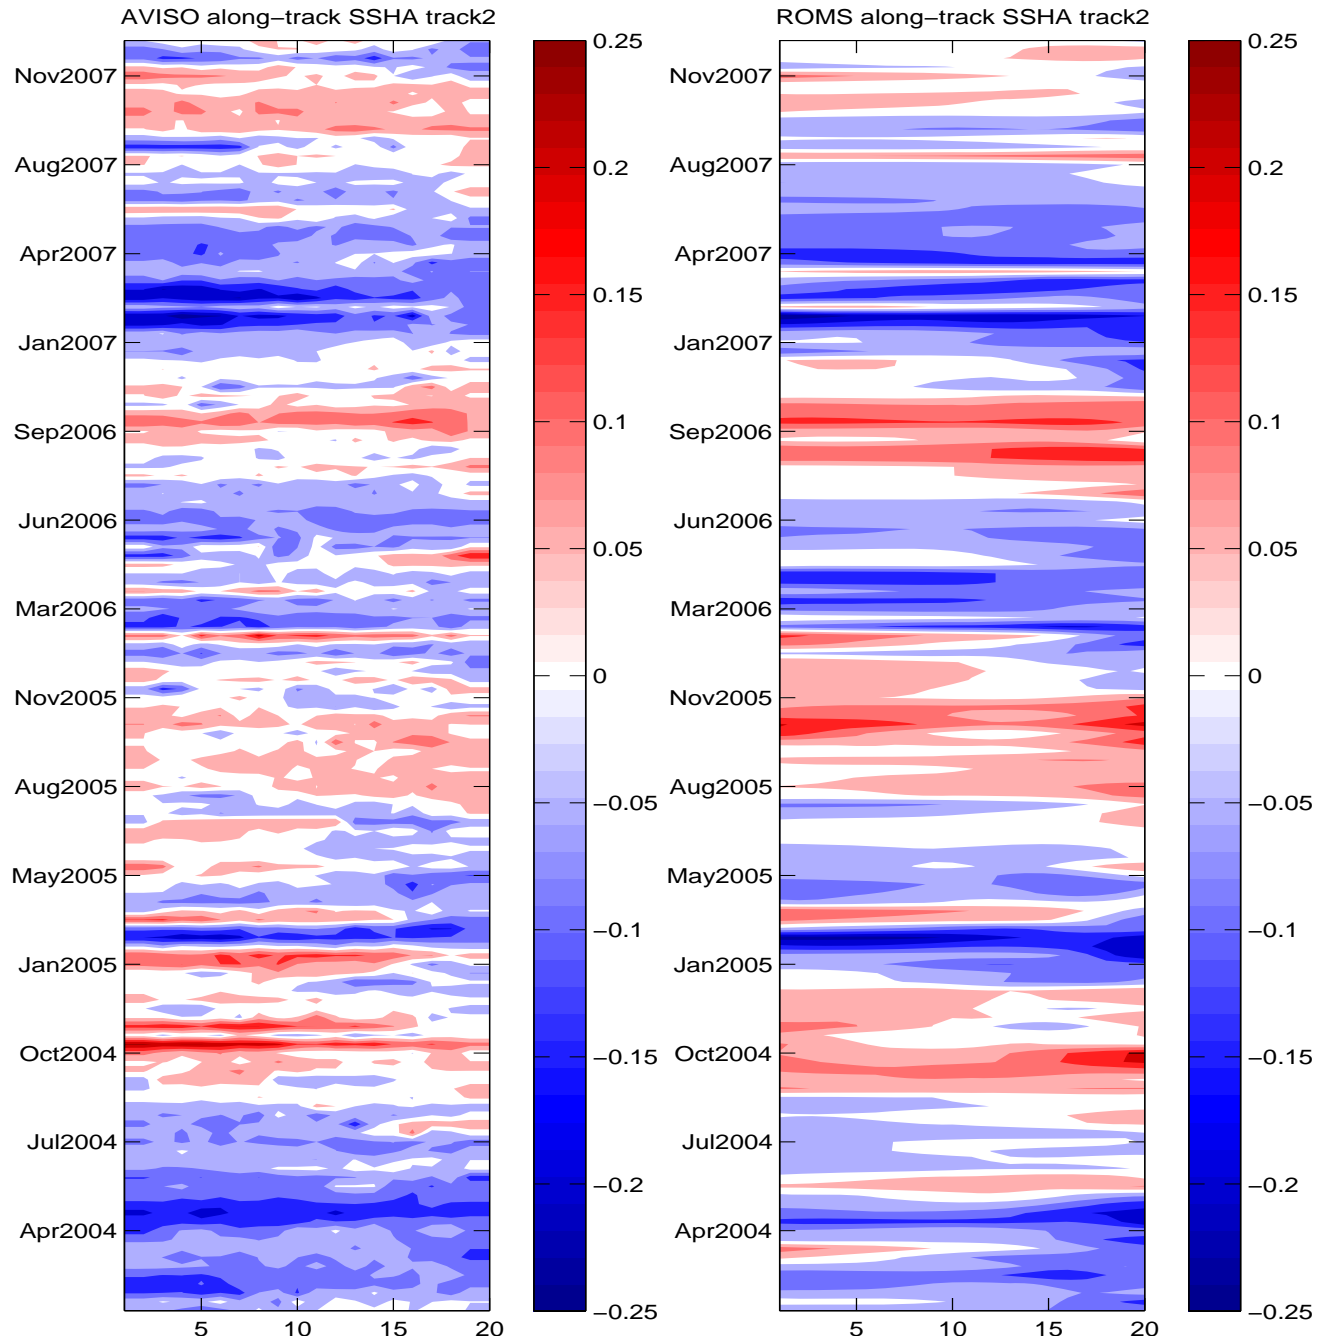 AVISO along−track SSHA track2
Nov2007
Aug2007
Apr2007
Jan2007
Sep2006
Jun2006
Mar2006
Nov2005
Aug2005
May2005
Jan2005
Oct2004
Jul2004
Apr2004
5 10 15 20
0.25
0.2
0.15
0.1
0.05
0
−0.05
−0.1
−0.15
−0.2
−0.25
ROMS along−track SSHA track2
Nov2007
Aug2007
Apr2007
Jan2007
Sep2006
Jun2006
Mar2006
Nov2005
Aug2005
May2005
Jan2005
Oct2004
Jul2004
Apr2004
5 10 15 20
0.25
0.2
0.15
0.1
0.05
0
−0.05
−0.1
−0.15
−0.2
−0.25